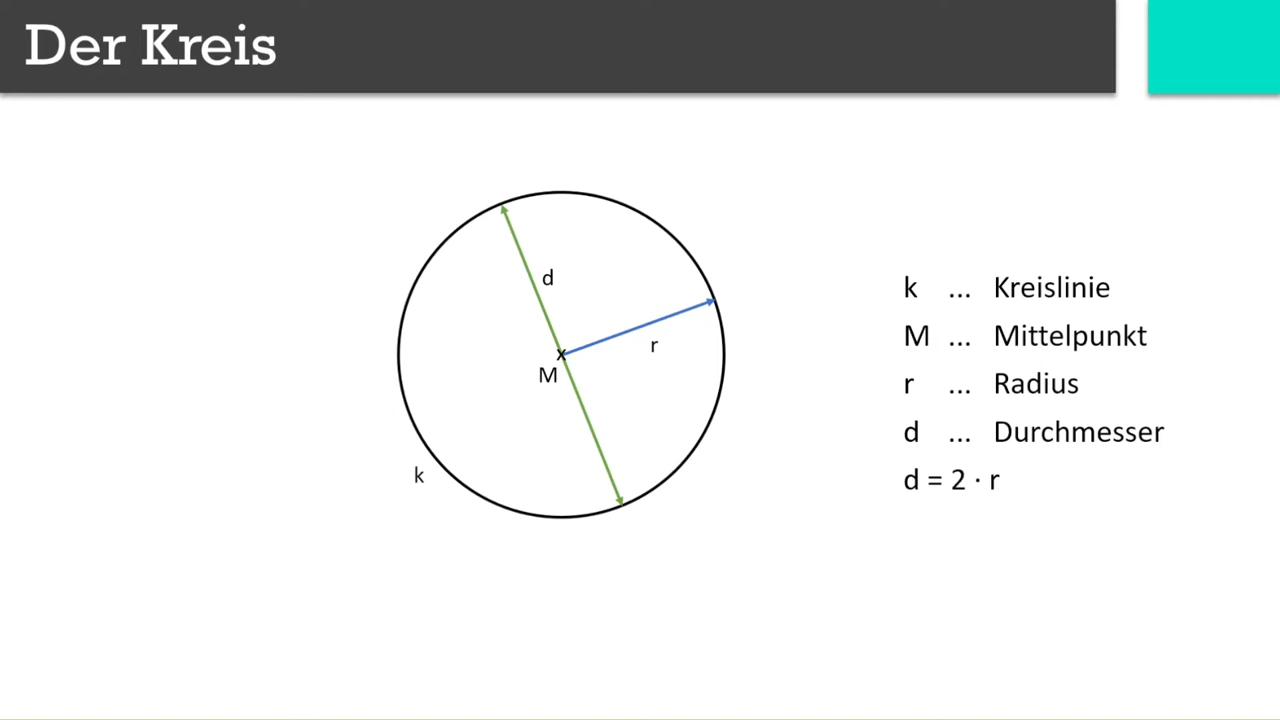 Der Kreis
d
r
x
M
k
k ... Kreislinie
M ... Mittelpunkt
r ... Radius
d ... Durchmesser
d = 2 · r